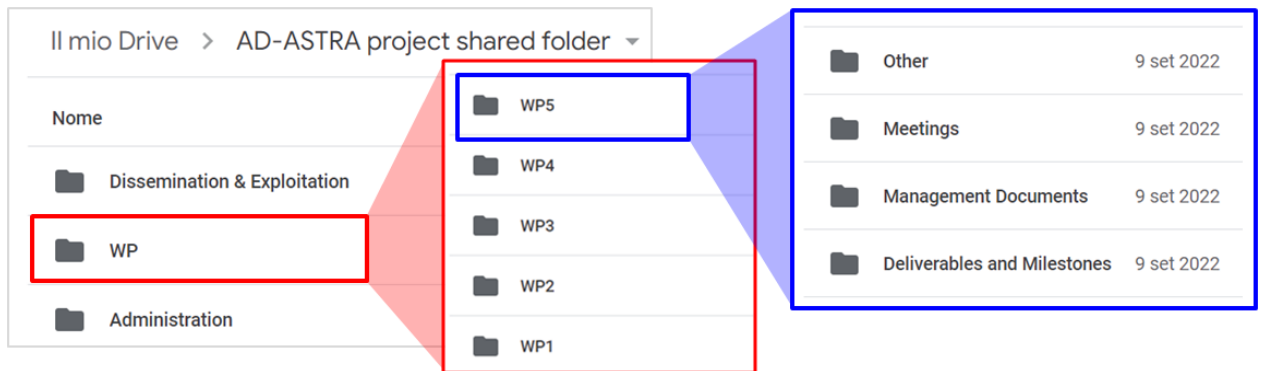 Il mio Drive > AD-ASTRA project shared folder
Nome
Dissemination & Exploitation
WP
Administration
WP5
WP4
WP3
WP2
WP1
Other 9 set 2022
Meetings 9 set 2022
Management Documents 9 set 2022
Deliverables and Milestones 9 set 2022